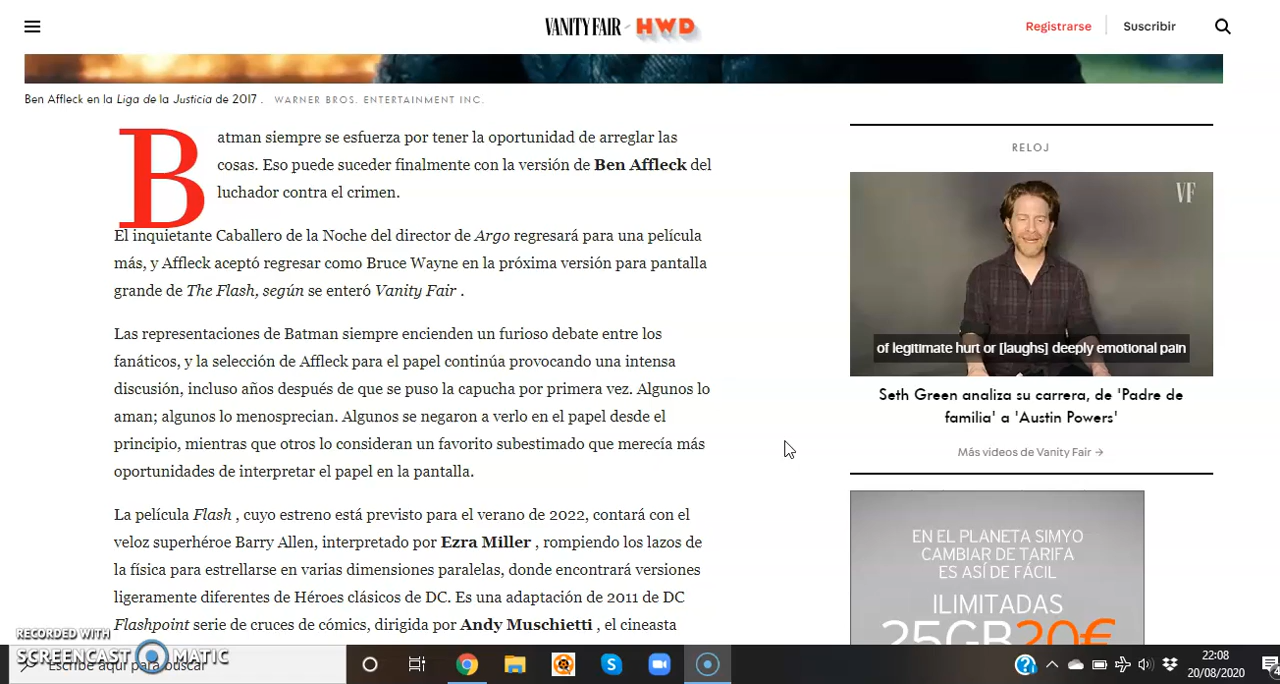 VANITY FAIR - HWD
Registrarse
Suscribir
Ben Affleck en la Liga de la Justicia de 2017 . WARNER BROS. ENTERTAINMENT INC.
Batman siempre se esfuerza por tener la oportunidad de arreglar las
cosas. Eso puede suceder finalmente con la versión de Ben Affleck del
luchador contra el crimen.
El inquietante Caballero de la Noche del director de Argo regresará para una película
más, y Affleck aceptó regresar como Bruce Wayne en la próxima versión para pantalla
grande de The Flash, según se enteró Vanity Fair .
Las representaciones de Batman siempre encienden un furioso debate entre los
fanáticos, y la selección de Affleck para el papel continúa provocando una intensa
discusión, incluso años después de que se puso la capucha por primera vez. Algunos lo
aman; algunos lo menosprecian. Algunos se negaron a verlo en el papel desde el
principio, mientras que otros lo consideran un favorito subestimado que merecía más
oportunidades de interpretar el papel en la pantalla.
La película Flash , cuyo estreno está previsto para el verano de 2022, contará con el
veloz superhéroe Barry Allen, interpretado por Ezra Miller , rompiendo los lazos de
la física para estrellarse en varias dimensiones paralelas, donde encontrará versiones
ligeramente diferentes de Héroes clásicos de DC. Es una adaptación de 2011 de DC
Flashpoint serie de cruces de cómics, dirigida por Andy Muschietti , el cineasta
RELOJ
VF
of legitimate hurt or [laughs] deeply emotional pain
Seth Green analiza su carrera, de 'Padre de
familia' a 'Austin Powers'
Más videos de Vanity Fair →
EN EL PLANETA SIMYO
CAMBIAR DE TARIFA
ES ASÍ DE FÁCIL
ILIMITADAS
25GB 20€
RECORDED WITH
SCREENCAST MATIC
Escribe aquí para buscar
22:08
20/08/2020